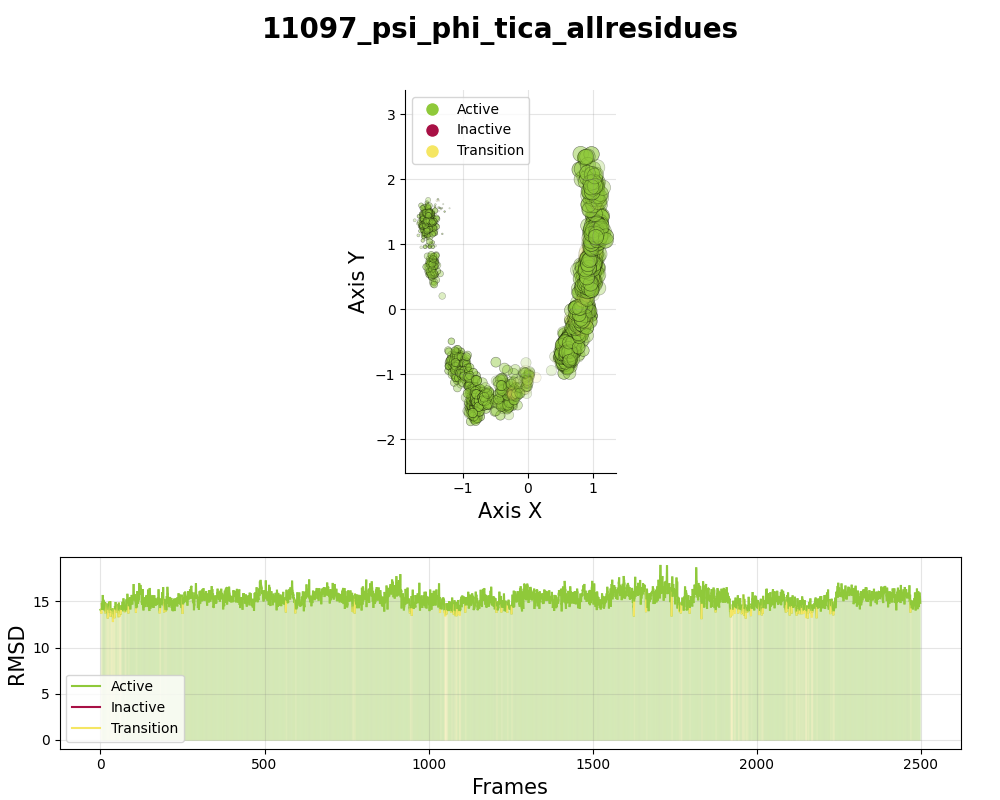 11097_psi_phi_tica_allresidues
Active
Inactive
Transition
3
2
1
0
−1
−2
Axis Y
−1
0
1
Axis X
15
10
5
0
RMSD
Active
Inactive
Transition
0
500
1000
1500
2000
2500
Frames